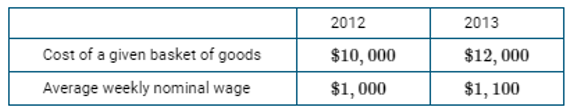 2012 2013
Cost of a given basket of goods $10, 000 $12, 000
Average weekly nominal wage $1, 000 $1, 100